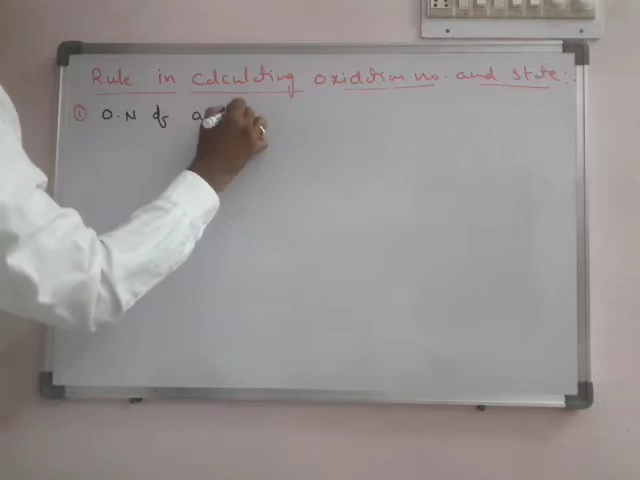 Rule in calculating oxidation no. and state:
① O.N of a